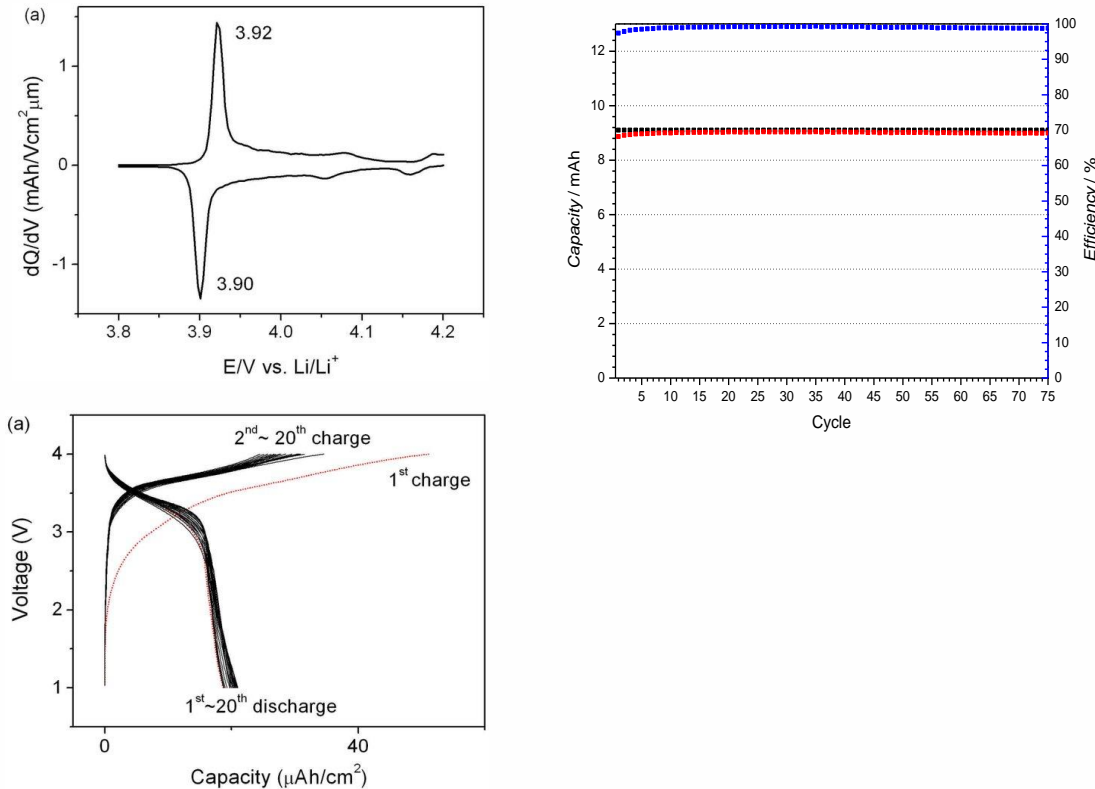 (a)
3.92
3.90
1
0
-1
dQ/dV (mAh/Vcm²μm)
3.8 3.9 4.0 4.1 4.2
E/V vs. Li/Li⁺
12
10
8
6
4
2
0
Capacity / mAh
100
90
80
70
60
50
40
30
20
10
0
Efficiency / %
5 10 15 20 25 30 35 40 45 50 55 60 65 70 75
Cycle
(a)
2ⁿᵈ~ 20ᵗʰ charge
1ˢᵗ charge
1ˢᵗ~20ᵗʰ discharge
4
3
2
1
Voltage (V)
0 40
Capacity (μAh/cm²)